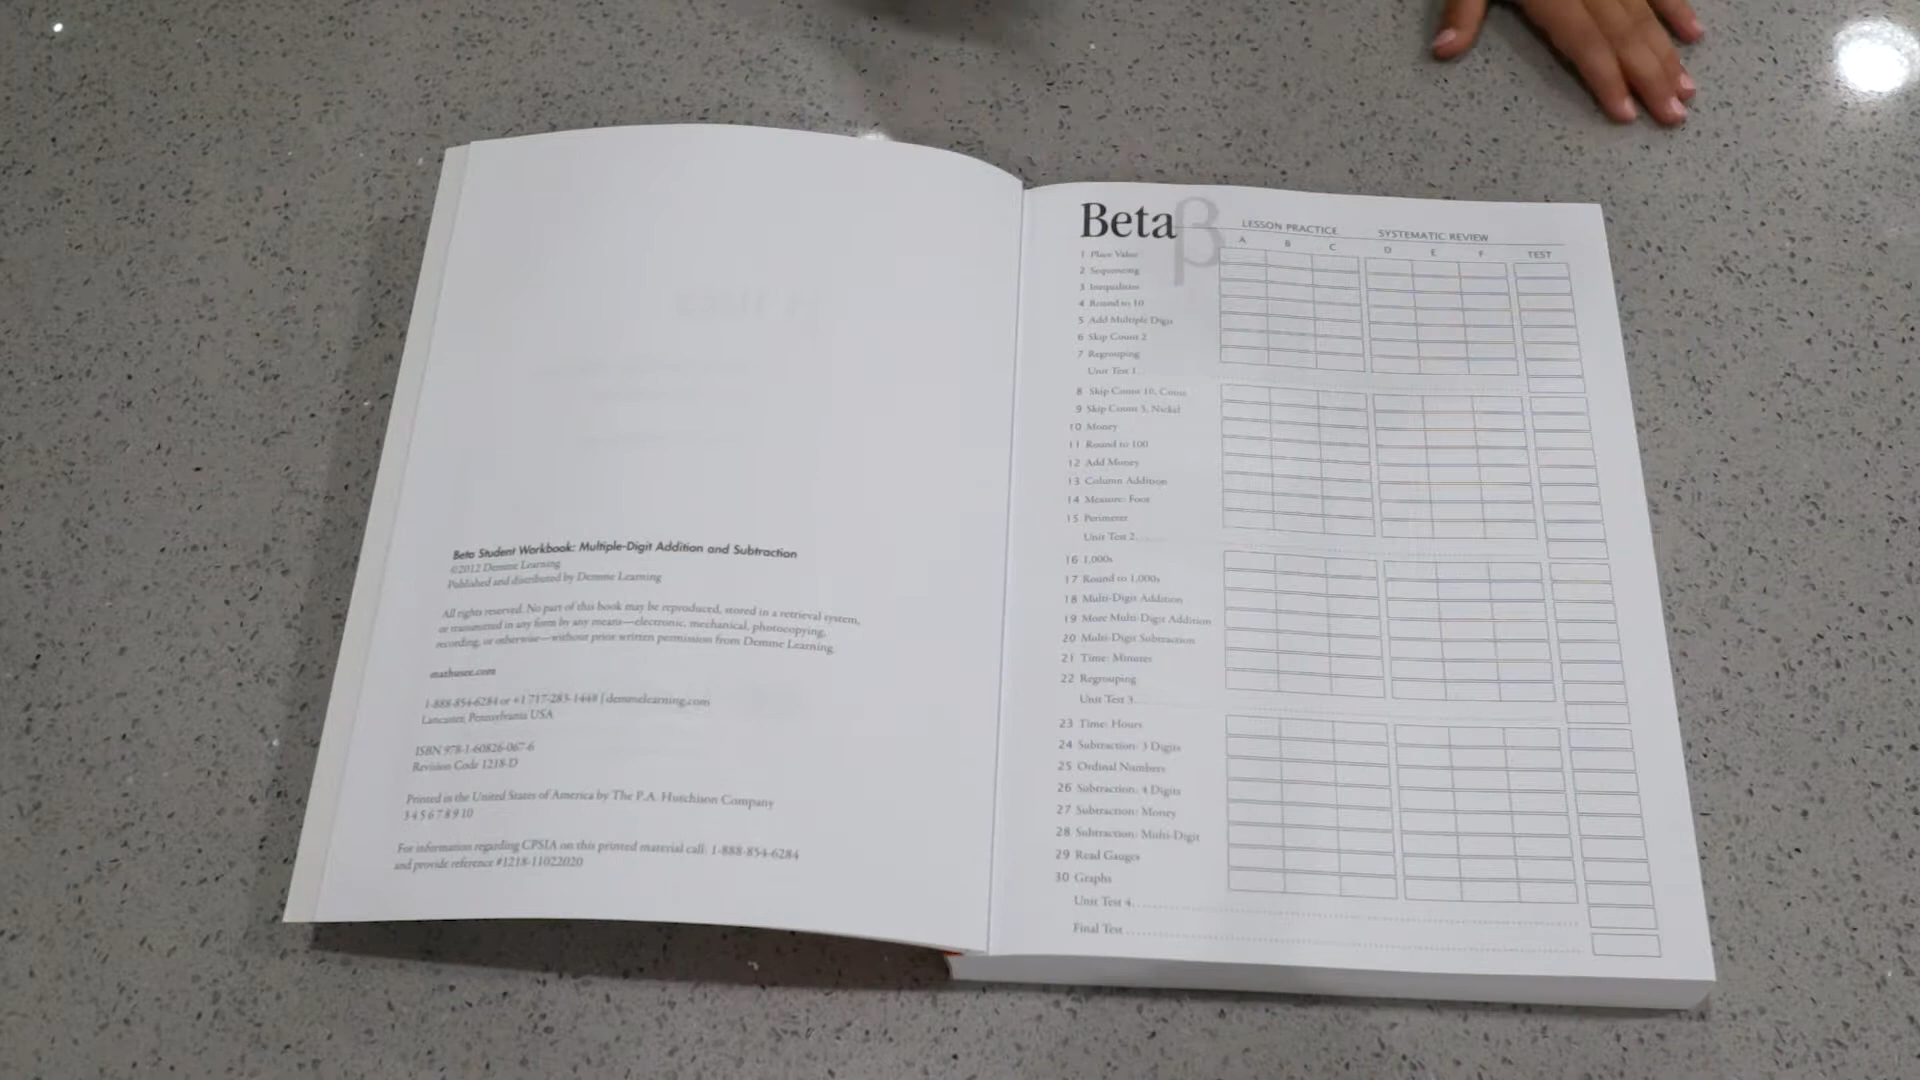 Beta Student Workbook: Multiple-Digit Addition and Subtraction
©2012 Demme Learning
Published and distributed by Demme Learning
All rights reserved. No part of this book may be reproduced, stored in a retrieval system,
or transmitted in any form by any means—electronic, mechanical, photocopying,
recording, or otherwise—without prior written permission from Demme Learning.
mathusee.com
1-888-854-6284 or +1 717-283-1448 | demmelearning.com
Lancaster, Pennsylvania USA
ISBN 978-1-60826-067-6
Revision Code 1218-D
Printed in the United States of America by The P.A. Hutchison Company
3 4 5 6 7 8 9 10
For information regarding CPSIA on this printed material call: 1-888-854-6284
and provide reference #1218-11022020
Beta β
LESSON PRACTICE SYSTEMATIC REVIEW
A B C D E F TEST
1 Place Value
2 Sequencing
3 Inequalities
4 Round to 10
5 Add Multiple Digit
6 Skip Count 2
7 Regrouping
Unit Test 1
8 Skip Count 10,
9 Skip Count 5, Nickel
10 Money
11 Round to 100
12 Add Money
13 Column Addition
14 Measure: Foot
15 Perimeter
Unit Test 2
16 1,000s
17 Round to 1,000s
18 Multi-Digit Addition
19 More Multi-Digit Addition
20 Multi-Digit Subtraction
21 Time: Minutes
22 Regrouping
Unit Test 3
23 Time: Hours
24 Subtraction: 3 Digits
25 Ordinal Numbers
26 Subtraction: 4 Digits
27 Subtraction: Money
28 Subtraction: Multi-Digit
29 Read Gauges
30 Graphs
Unit Test 4
Final Test